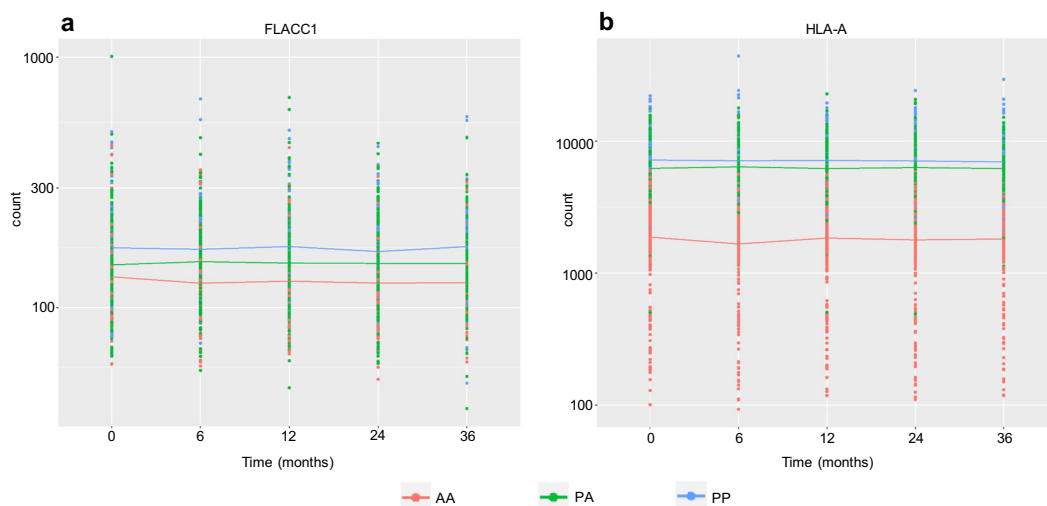 a
FLACC1
1000
300
100
count
0 6 12 24 36
Time (months)
b
HLA-A
10000
1000
100
count
0 6 12 24 36
Time (months)
AA PA PP